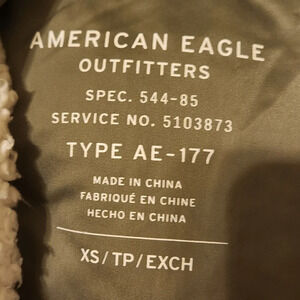 AMERICAN EAGLE
OUTFITTERS
SPEC. 544-85
SERVICE NO. 5103873
TYPE AE-177
MADE IN CHINA
FABRIQUÉ EN CHINE
HECHO EN CHINA
XS/TP/EXCH